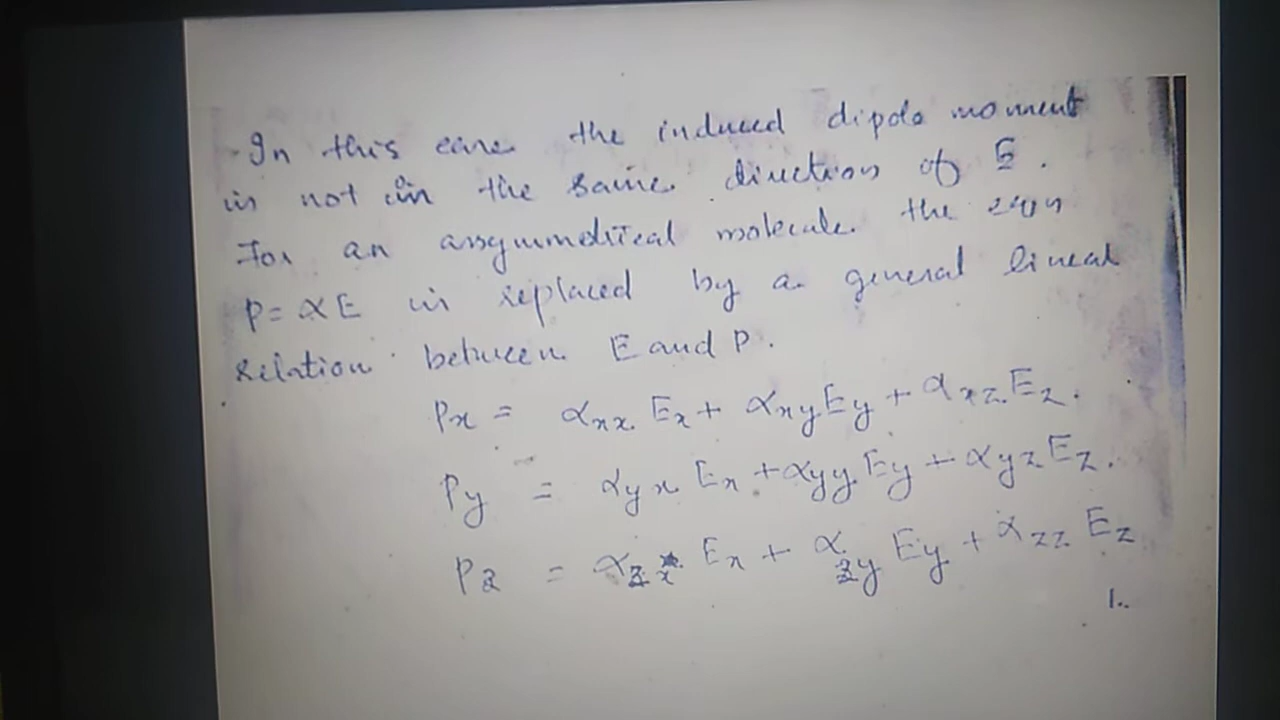 In this case the induced dipole moment
is not in the same direction of E.
For an assymmetrical molecule the eqn
P = αE is replaced by a general linear
relation between E and P.
Px = αxx Ex + αxy Ey + αxz Ez.
Py = αyx Ex + αyy Ey + αyz Ez.
Pz = αzx Ex + αzy Ey + αzz Ez
1..